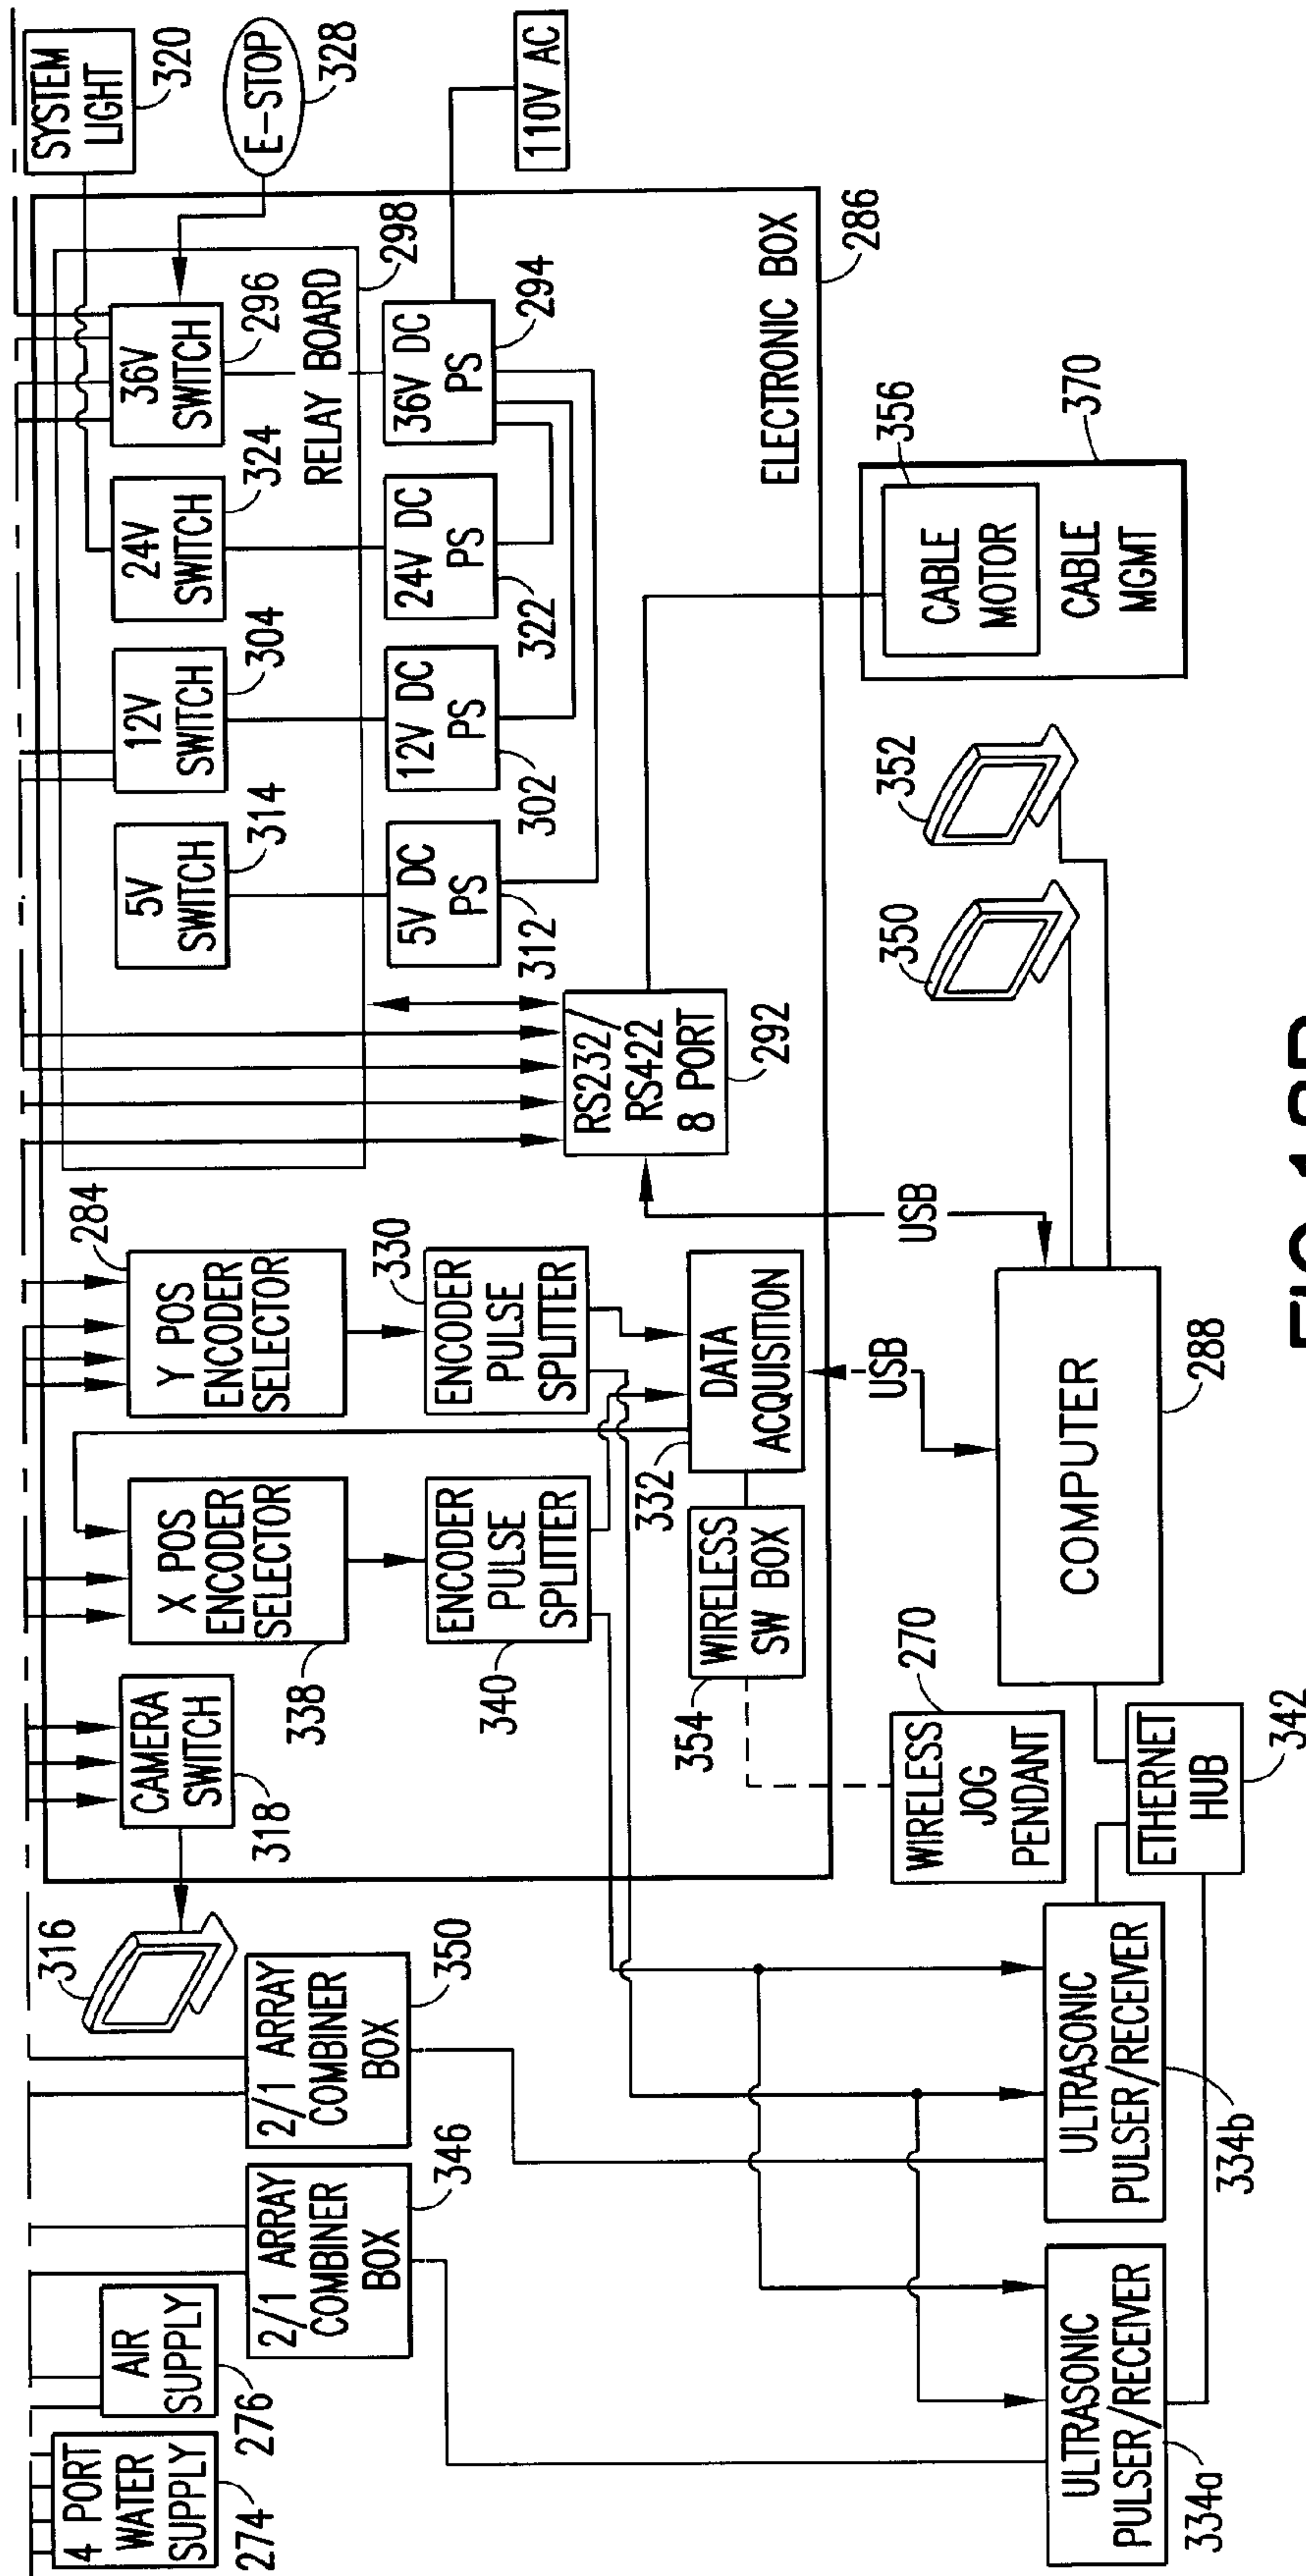 4 PORT
WATER
SUPPLY
274
AIR
SUPPLY
276
2/1 ARRAY
COMBINER
BOX
346
2/1 ARRAY
COMBINER
BOX
350
316
CAMERA
SWITCH
318
X POS
ENCODER
SELECTOR
338
Y POS
ENCODER
SELECTOR
284
ENCODER
PULSE
SPLITTER
340
ENCODER
PULSE
SPLITTER
330
WIRELESS
SW BOX
354
DATA
ACQUISITION
332
5V
SWITCH
314
12V
SWITCH
304
24V
SWITCH
324
36V
SWITCH
296
RELAY BOARD
298
5V DC
PS
312
12V DC
PS
302
24V DC
PS
322
36V DC
PS
294
RS232/
RS422
8 PORT
292
ELECTRONIC BOX
286
SYSTEM
LIGHT
320
E-STOP
328
110V AC
WIRELESS
JOG
PENDANT
270
USB
USB
350
352
CABLE
MOTOR
356
CABLE
MGMT
370
ULTRASONIC
PULSER/RECEIVER
334a
ULTRASONIC
PULSER/RECEIVER
334b
ETHERNET
HUB
342
COMPUTER
288